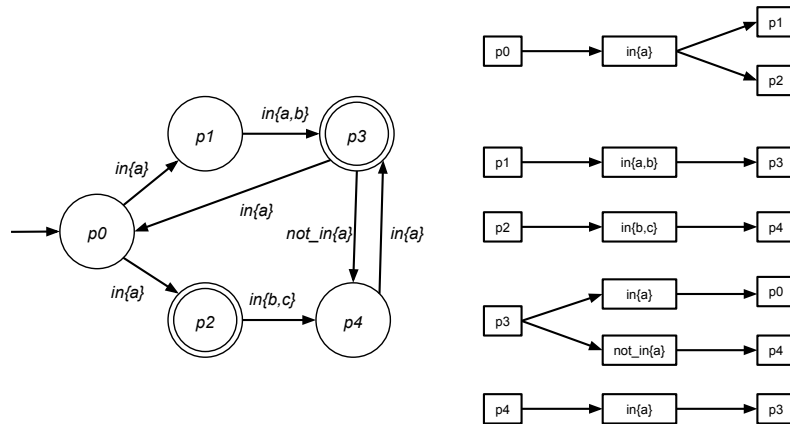 in{a,b}
p1
p3
in{a}
in{a}
p0
not_in{a}
in{a}
in{a}
in{b,c}
p2
p4
p0
in{a}
p1
p2
p1
in{a,b}
p3
p2
in{b,c}
p4
p3
in{a}
p0
not_in{a}
p4
p4
in{a}
p3